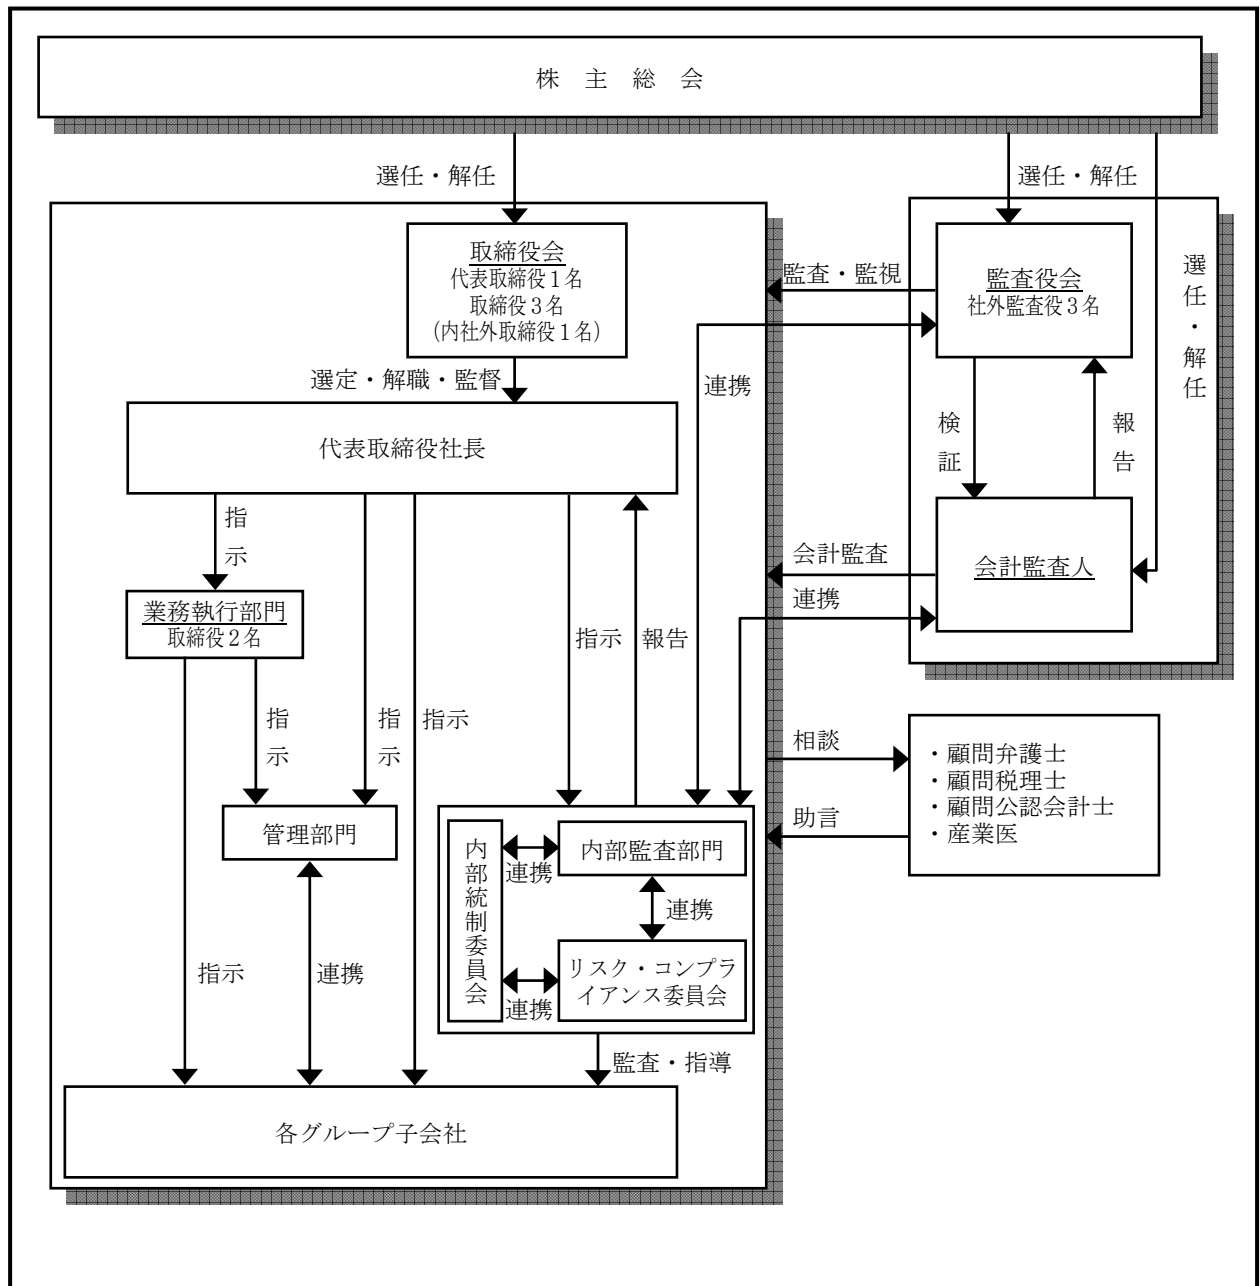 株　主　総　会
選任・解任
選任・解任
選任・解任
取締役会
代表取締役１名
取締役３名
(内社外取締役１名)
監査・監視
監査役会
社外監査役３名
選定・解職・監督
連携
代表取締役社長
検証
報告
指示
会計監査
会計監査人
連携
業務執行部門
取締役２名
指示
報告
指示
指示
指示
相談
・顧問弁護士
・顧問税理士
・顧問公認会計士
・産業医
助言
管理部門
内部統制委員会
連携
内部監査部門
連携
連携
リスク・コンプラ
イアンス委員会
指示
連携
監査・指導
各グループ子会社